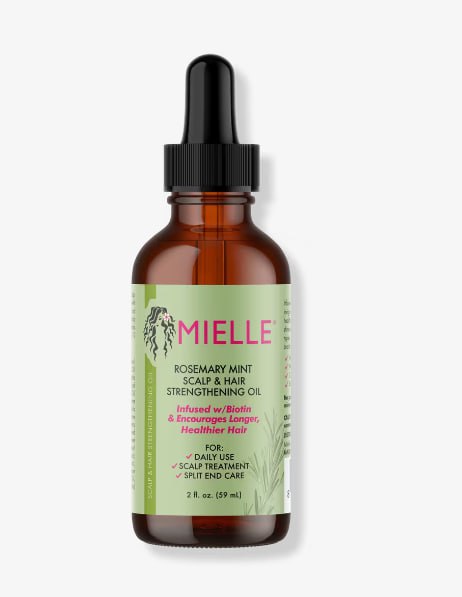 MIELLE
ROSEMARY MINT
SCALP & HAIR
STRENGTHENING OIL
Infused w/Biotin
& Encourages Longer,
Healthier Hair
FOR:
✓ DAILY USE
✓ SCALP TREATMENT
✓ SPLIT END CARE
2 fl. oz. (59 mL)
SCALP & HAIR STRENGTHENING OIL